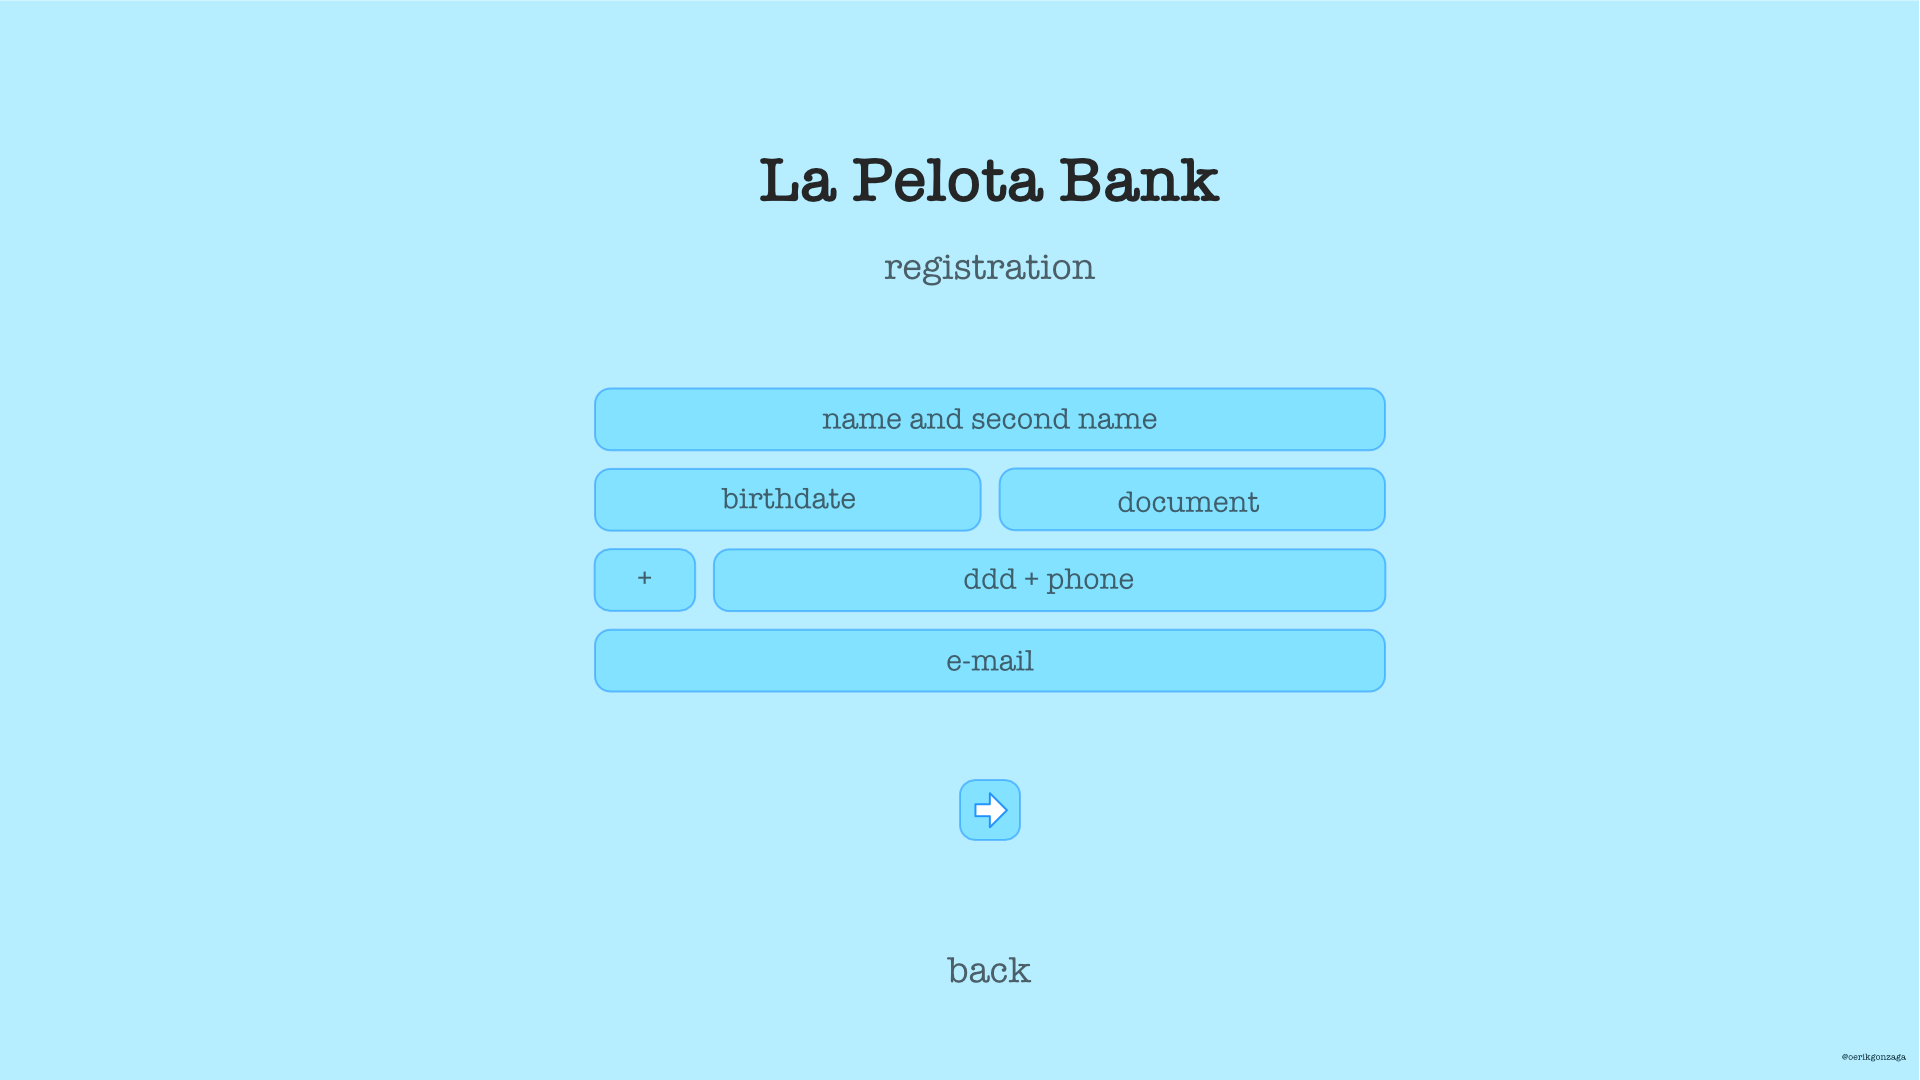 La Pelota Bank
registration
name and second name
birthdate
document
+
ddd + phone
e-mail
back
@oerikgonzaga